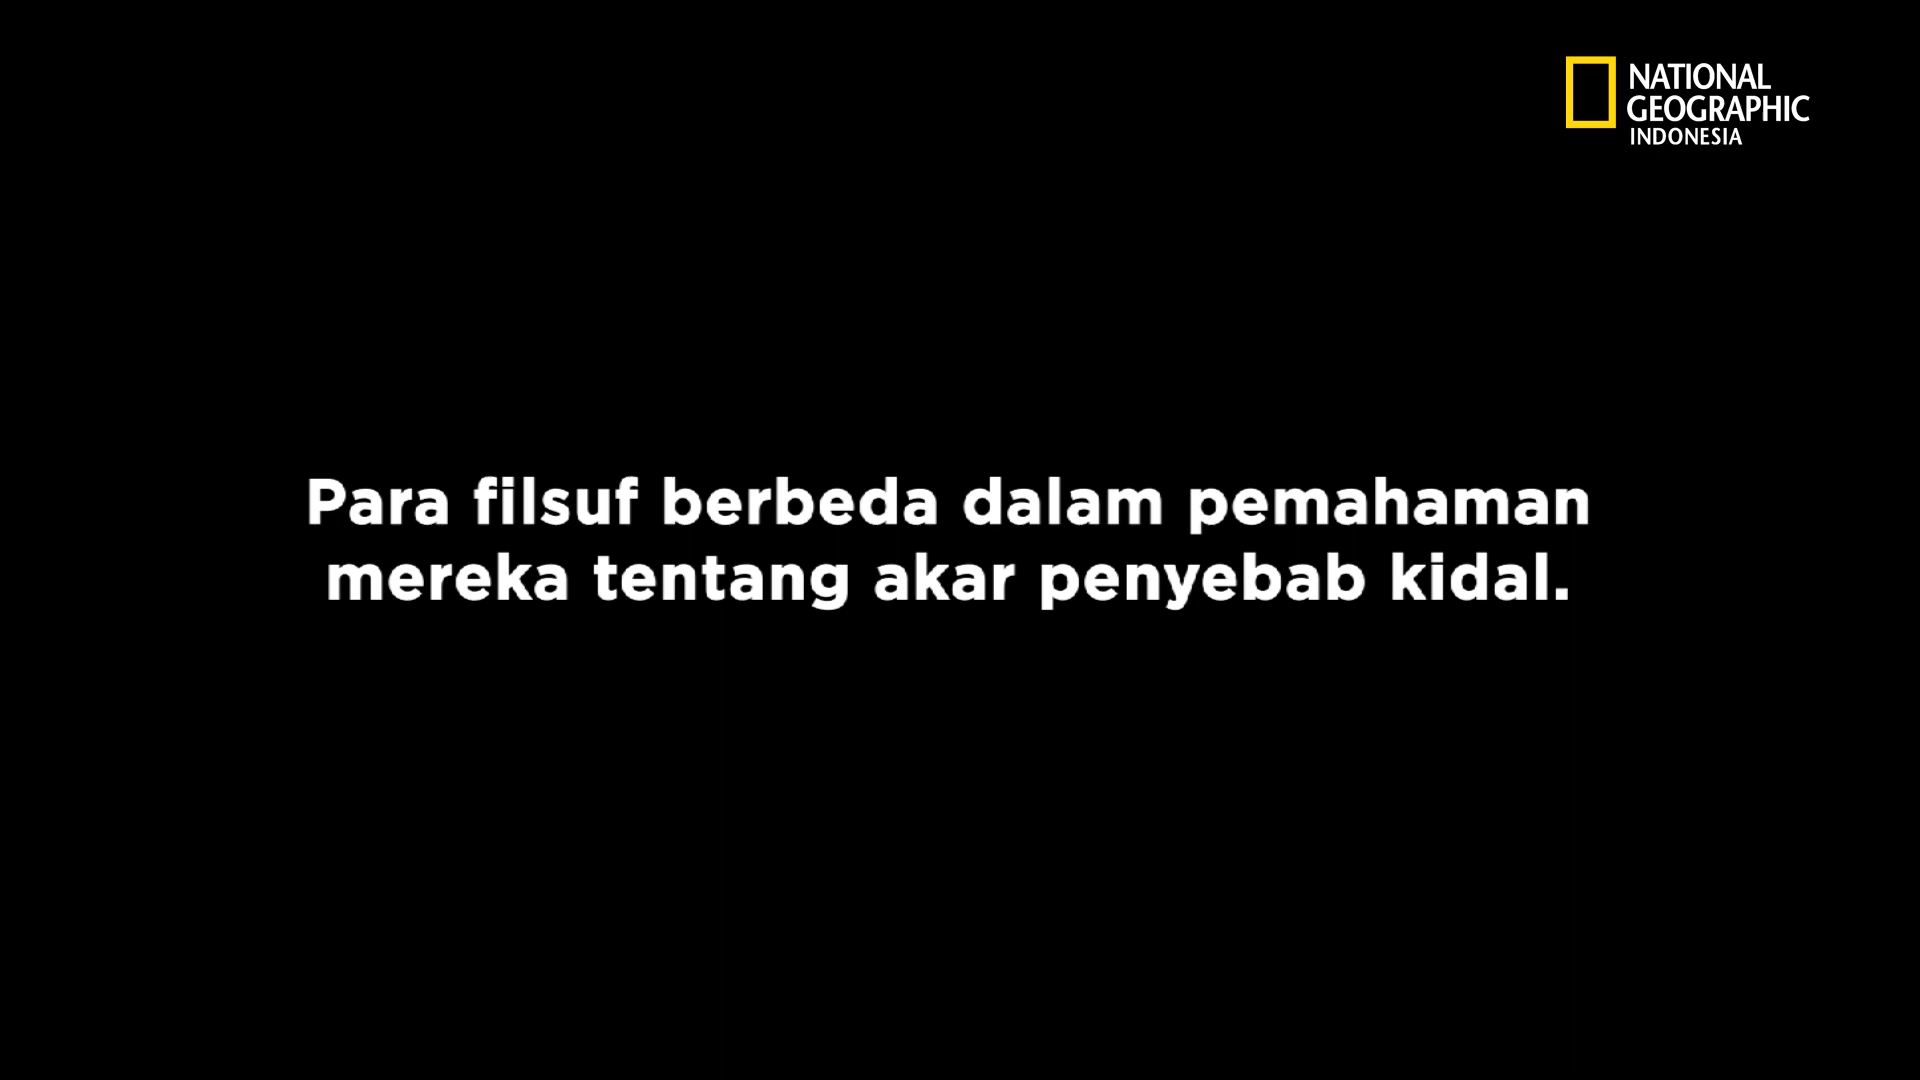 NATIONAL
GEOGRAPHIC
INDONESIA
Para filsuf berbeda dalam pemahaman
mereka tentang akar penyebab kidal.